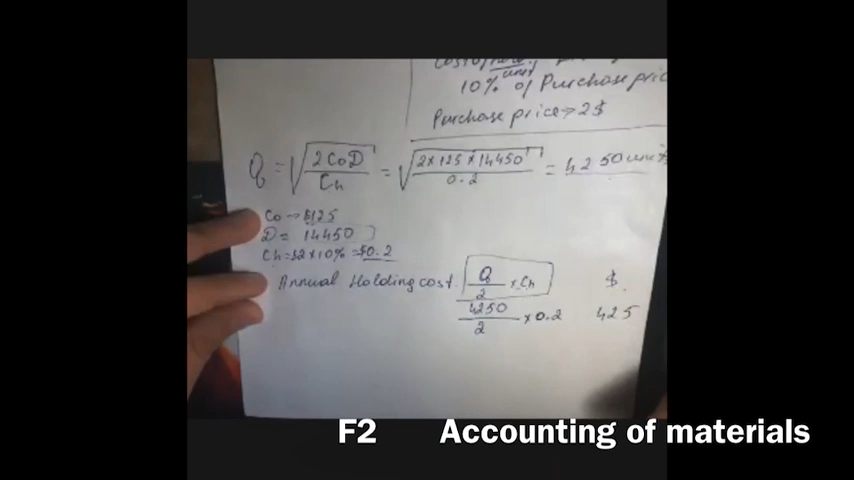 10% of Purchase
Purchase price → 2$
Q = √ 2CoD / Ch = √ 2×125×14450 / 0.2 = 4250 units
Co → $125
D = 14450
Ch = $2 × 10% = $0.2
Annual Holding cost. Q / 2 × Ch $.
4250 / 2 × 0.2 425
F2 Accounting of materials